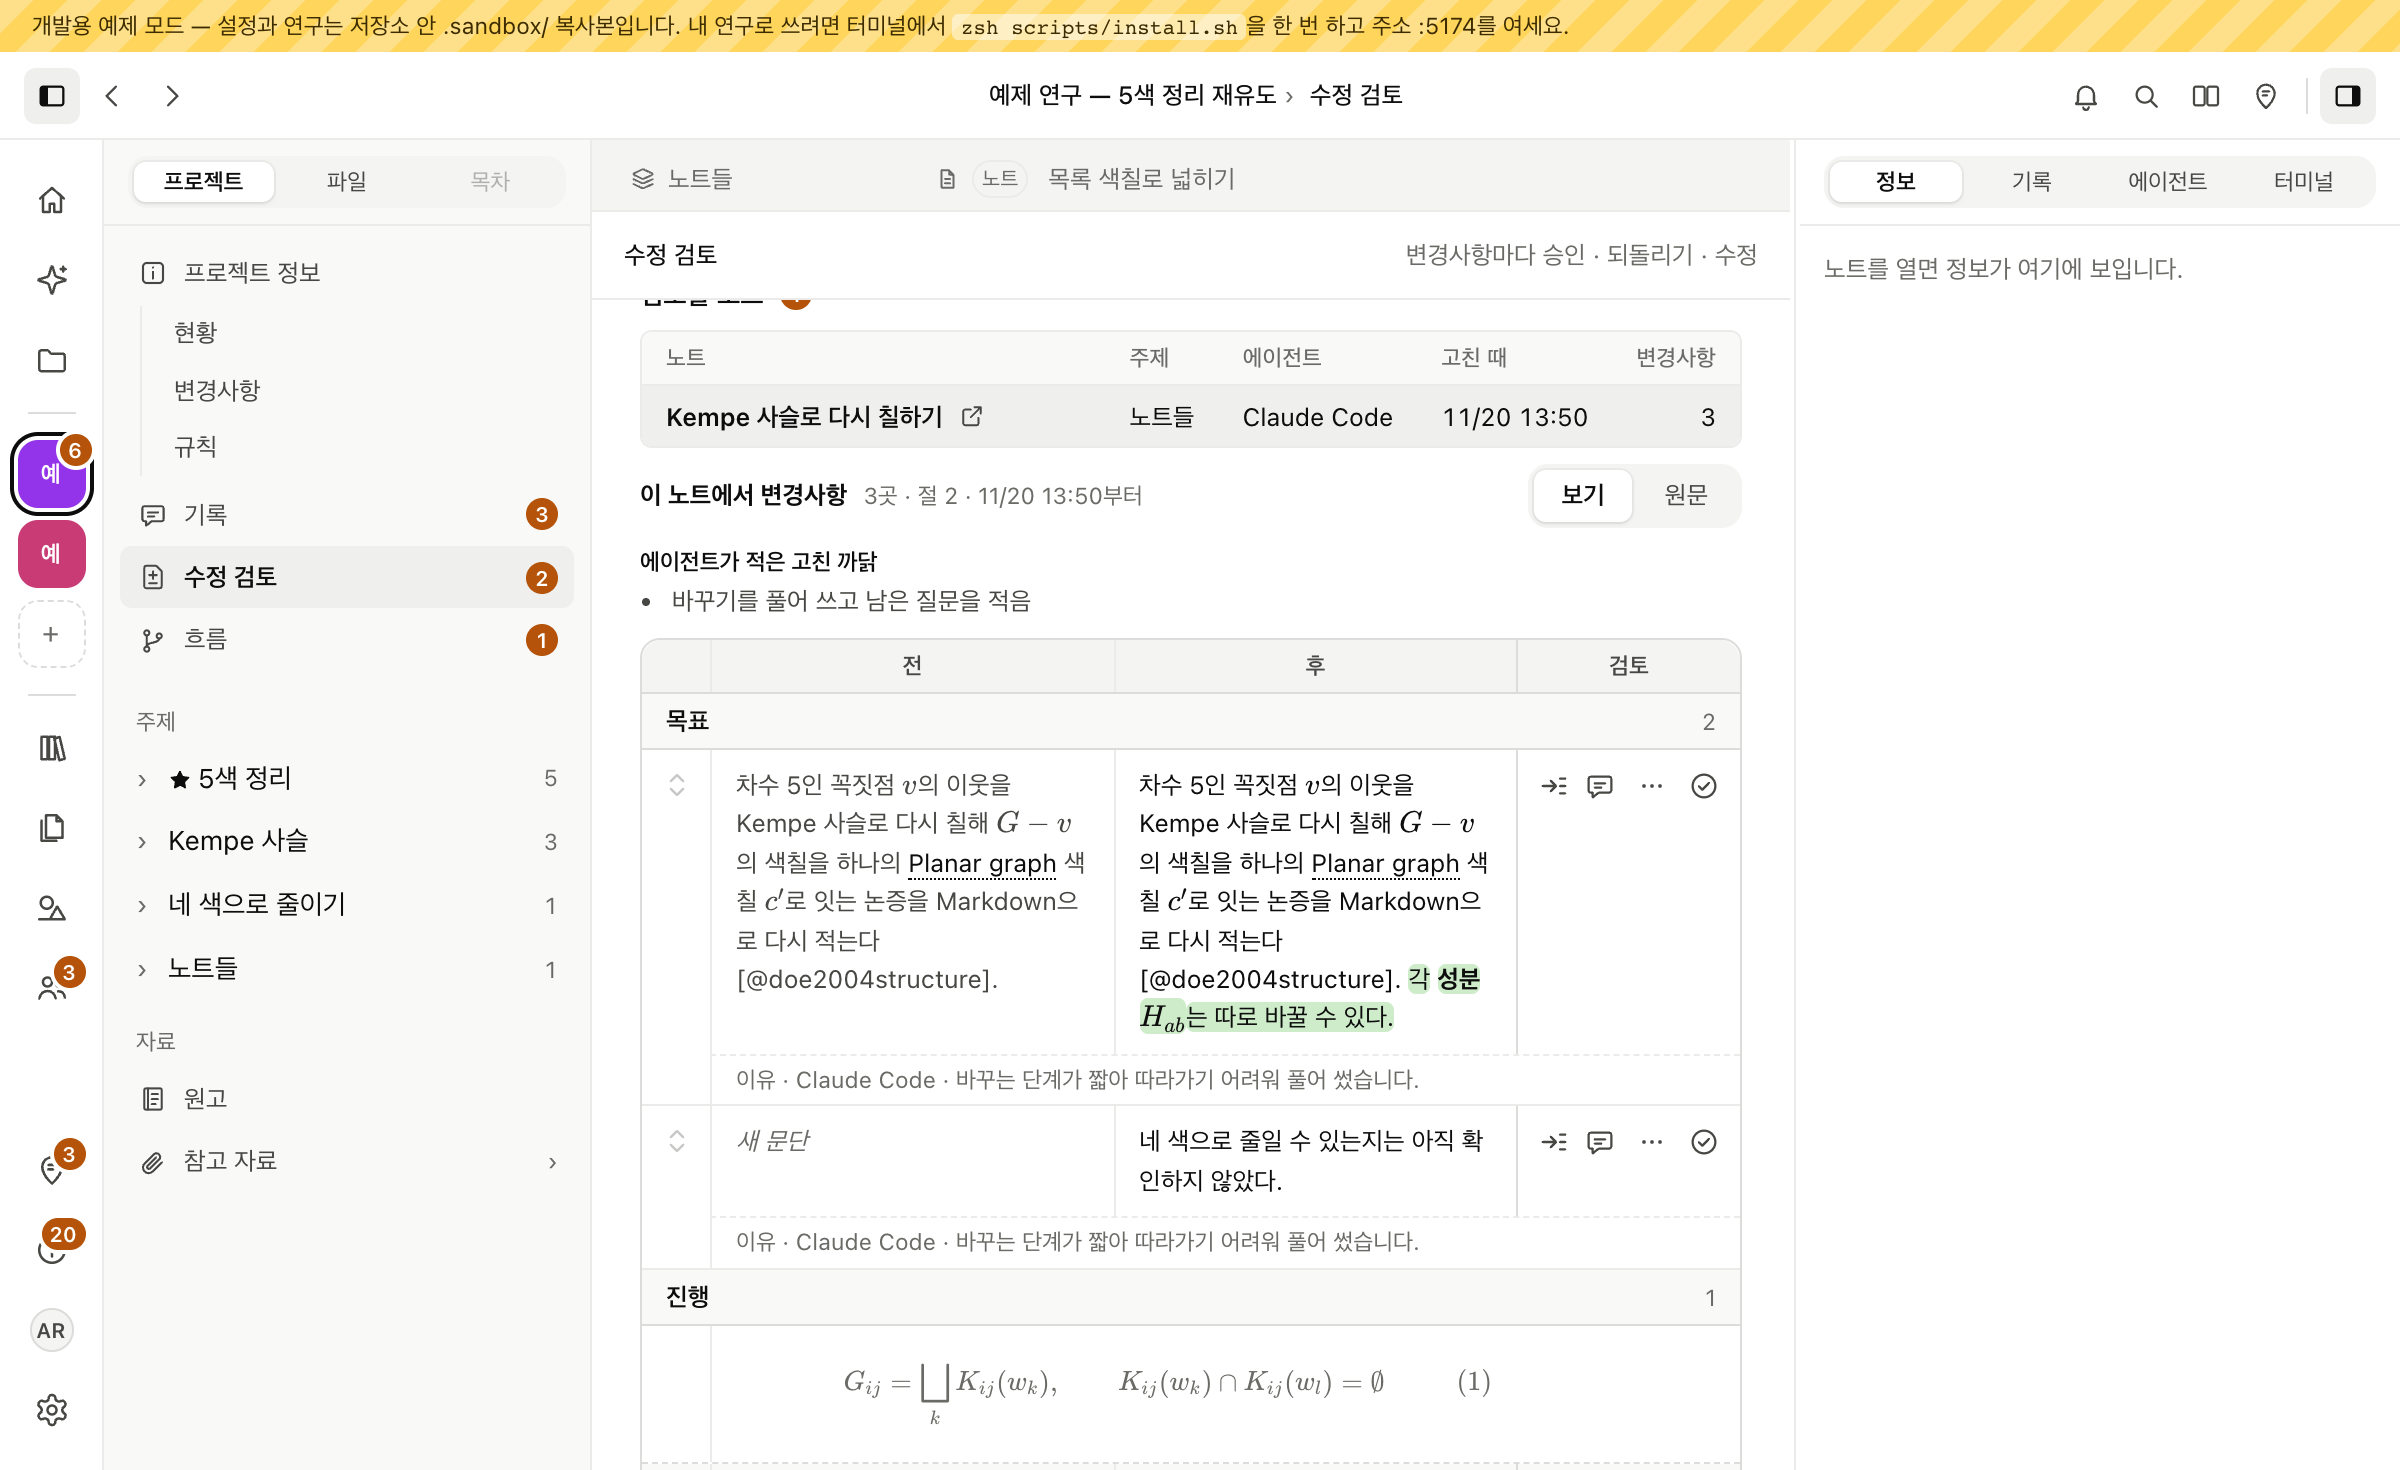 개발용 예제 모드 — 설정과 연구는 저장소 안 .sandbox/ 복사본입니다. 내 연구로 쓰려면 터미널에서 zsh scripts/install.sh을 한 번 하고 주소 :5174를 여세요.
예제 연구 — 5색 정리 재유도 › 수정 검토
예
6
예
+
3
3
20
AR
프로젝트
파일
목차
프로젝트 정보
현황
변경사항
규칙
기록 3
수정 검토 2
흐름 1
주제
› ★ 5색 정리 5
› Kempe 사슬 3
› 네 색으로 줄이기 1
› 노트들 1
자료
원고
참고 자료 ›
노트들
노트 목록 색칠로 넓히기
수정 검토
변경사항마다 승인 · 되돌리기 · 수정
노트 주제 에이전트 고친 때 변경사항
Kempe 사슬로 다시 칠하기 노트들 Claude Code 11/20 13:50 3
이 노트에서 변경사항 3곳 · 절 2 · 11/20 13:50부터
보기 원문
에이전트가 적은 고친 까닭
• 바꾸기를 풀어 쓰고 남은 질문을 적음
전 후 검토
목표 2
차수 5인 꼭짓점 v의 이웃을
Kempe 사슬로 다시 칠해 G − v
의 색칠을 하나의 Planar graph 색
칠 c′로 잇는 논증을 Markdown으
로 다시 적는다
[@doe2004structure].
차수 5인 꼭짓점 v의 이웃을
Kempe 사슬로 다시 칠해 G − v
의 색칠을 하나의 Planar graph 색
칠 c′로 잇는 논증을 Markdown으
로 다시 적는다
[@doe2004structure]. 각 성분
H_ab는 따로 바꿀 수 있다.
이유 · Claude Code · 바꾸는 단계가 짧아 따라가기 어려워 풀어 썼습니다.
새 문단
네 색으로 줄일 수 있는지는 아직 확
인하지 않았다.
이유 · Claude Code · 바꾸는 단계가 짧아 따라가기 어려워 풀어 썼습니다.
진행 1
G_ij = ⨆_k K_ij(w_k), K_ij(w_k) ∩ K_ij(w_l) = ∅ (1)
정보
기록
에이전트
터미널
노트를 열면 정보가 여기에 보입니다.